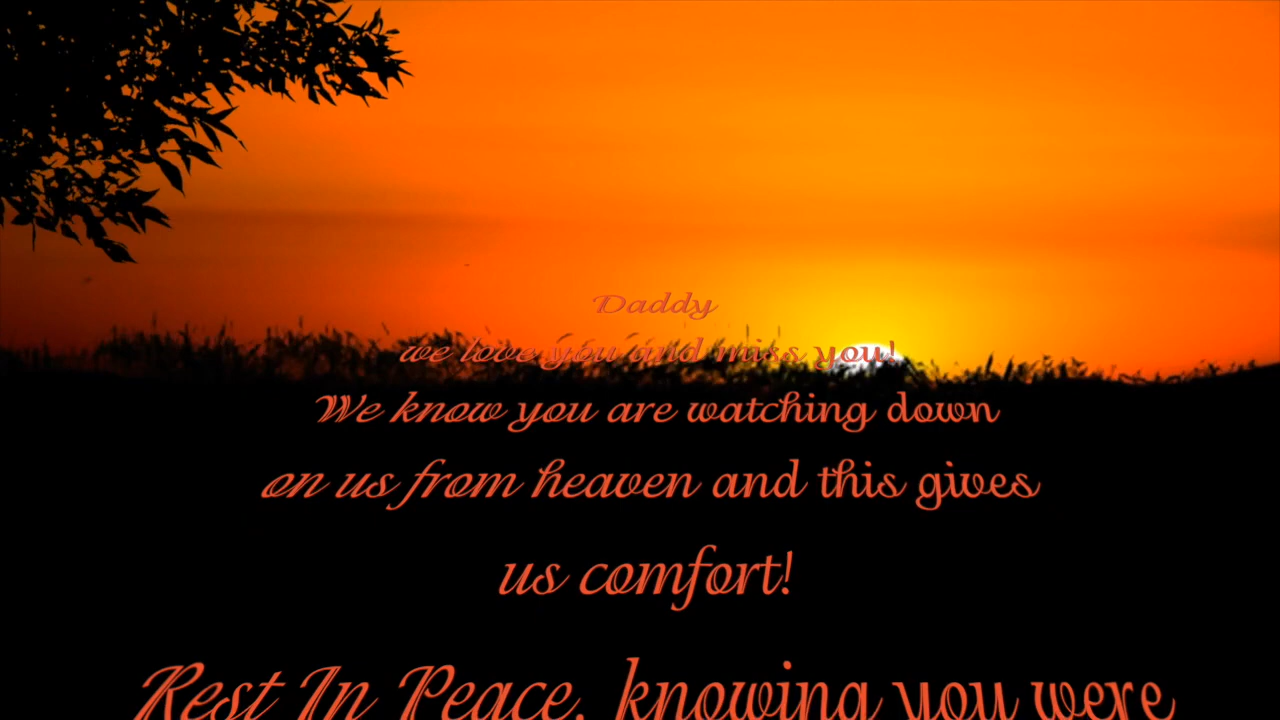 Daddy
we love you and miss you!
We know you are watching down
on us from heaven and this gives
us comfort!
Rest In Peace, knowing you were